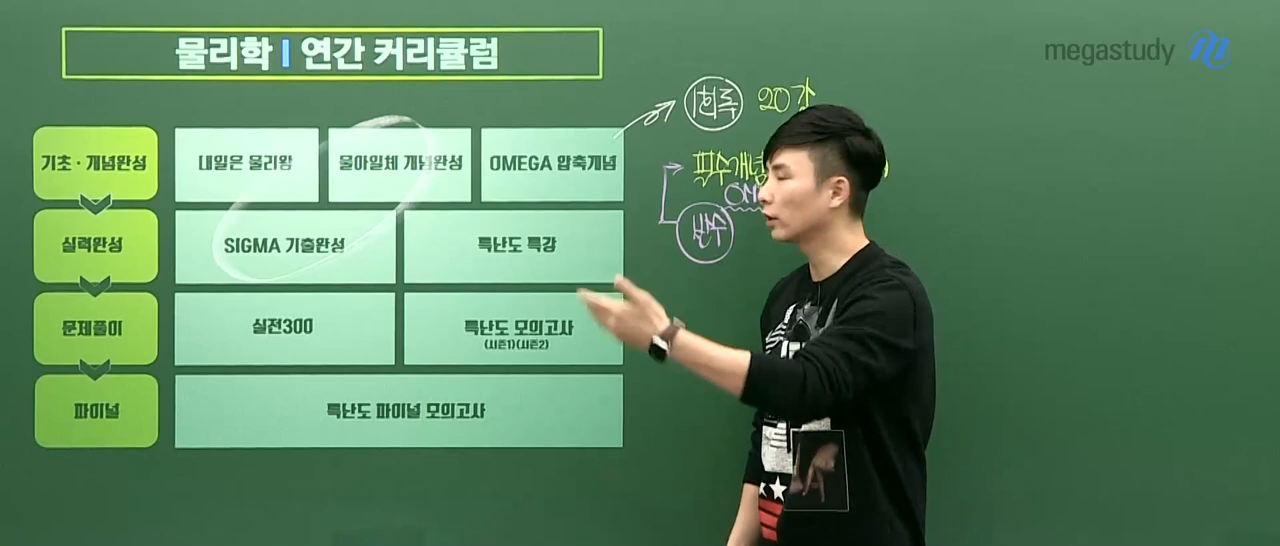 물리학 I 연간 커리큘럼
megastudy
1회독 20강
기초·개념완성
대일은 물리왕
물아일체 개념완성
OMEGA 압축개념
필수개념
실력완성
SIGMA 기출완성
특난도 특강
문제풀이
실전300
특난도 모의고사
(시즌1)(시즌2)
파이널
특난도 파이널 모의고사